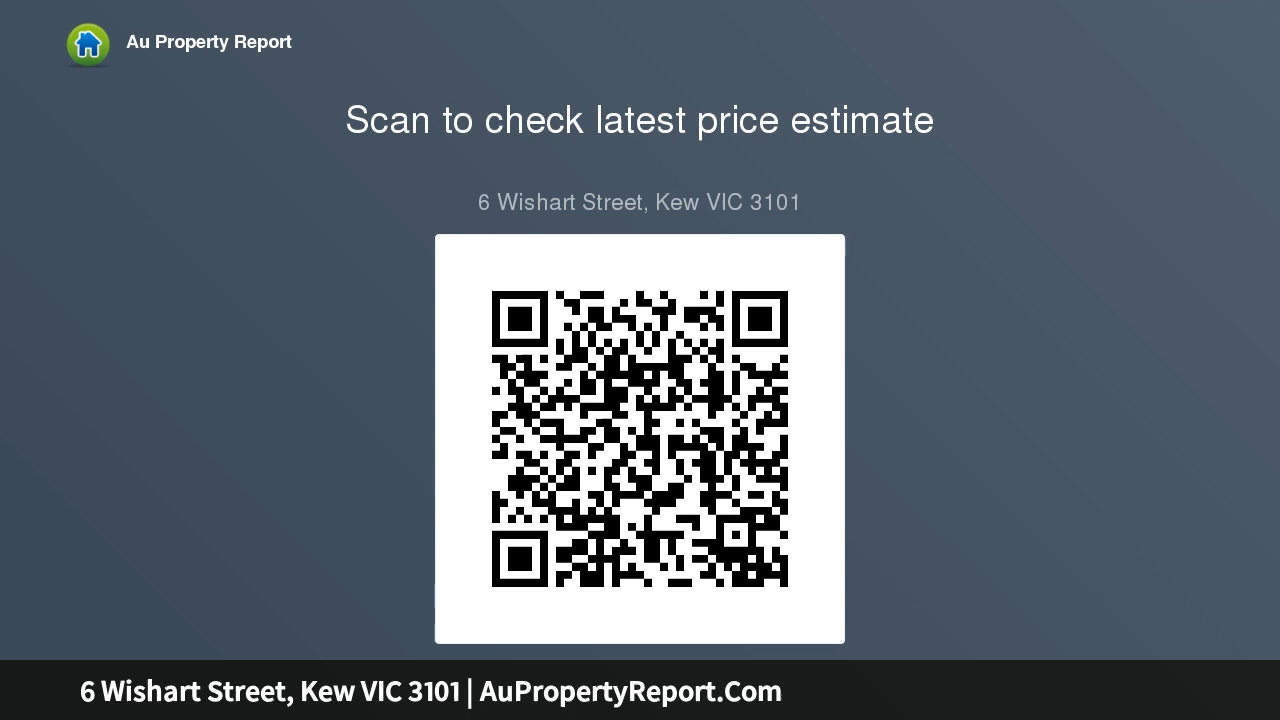 Au Property Report
Scan to check latest price estimate
6 Wishart Street, Kew VIC 3101
6 Wishart Street, Kew VIC 3101 | AuPropertyReport.Com